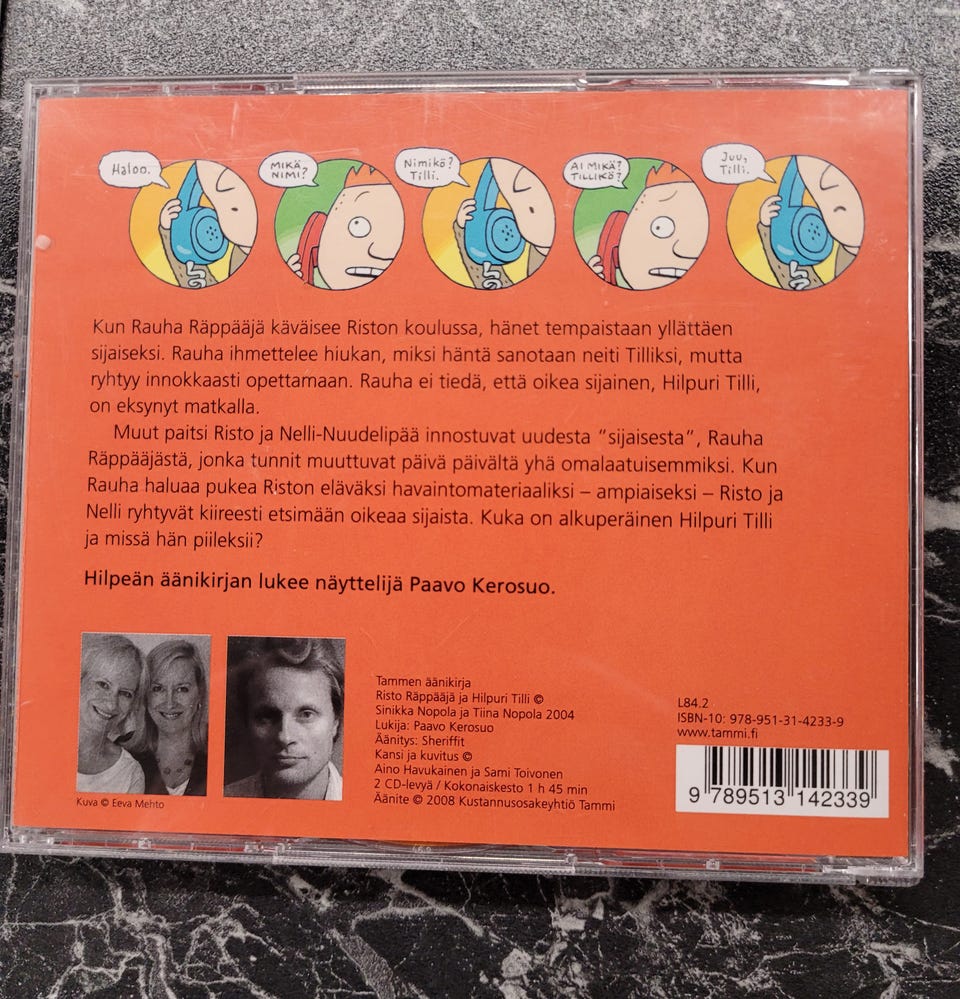 Haloo.
MIKÄ
NIMI?
Nimikö?
Tilli.
AI MIKÄ?
TILLIKÖ?
Juu,
Tilli.
Kun Rauha Räppääjä käväisee Riston koulussa, hänet tempaistaan yllättäen
sijaiseksi. Rauha ihmettelee hiukan, miksi häntä sanotaan neiti Tilliksi, mutta
ryhtyy innokkaasti opettamaan. Rauha ei tiedä, että oikea sijainen, Hilpuri Tilli,
on eksynyt matkalla.
Muut paitsi Risto ja Nelli-Nuudelipää innostuvat uudesta "sijaisesta", Rauha
Räppääjästä, jonka tunnit muuttuvat päivä päivältä yhä omalaatuisemmiksi. Kun
Rauha haluaa pukea Riston eläväksi havaintomateriaaliksi – ampiaiseksi – Risto ja
Nelli ryhtyvät kiireesti etsimään oikeaa sijaista. Kuka on alkuperäinen Hilpuri Tilli
ja missä hän piileksii?
Hilpeän äänikirjan lukee näyttelijä Paavo Kerosuo.
Kuva © Eeva Mehto
Tammen äänikirja
Risto Räppääjä ja Hilpuri Tilli ©
Sinikka Nopola ja Tiina Nopola 2004
Lukija: Paavo Kerosuo
Äänitys: Sheriffit
Kansi ja kuvitus ©
Aino Havukainen ja Sami Toivonen
2 CD-levyä / Kokonaiskesto 1 h 45 min
Äänite © 2008 Kustannusosakeyhtiö Tammi
L84.2
ISBN-10: 978-951-31-4233-9
www.tammi.fi
9 789513 142339